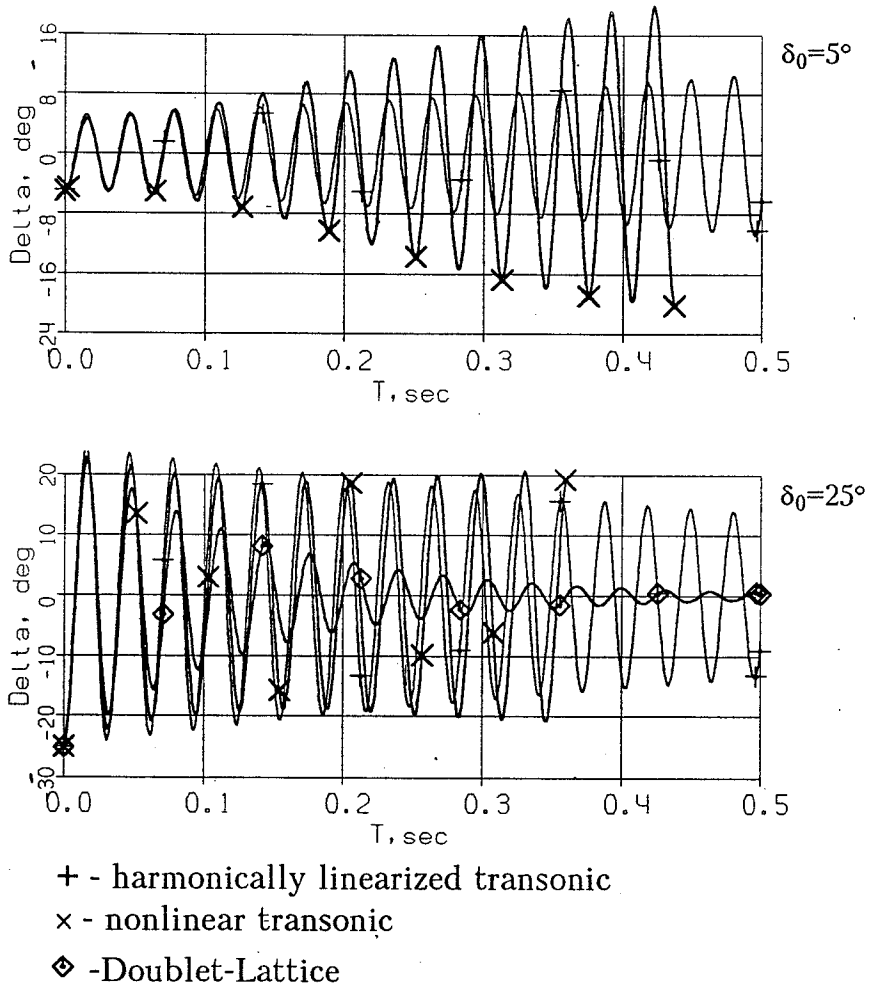 16
8
0
-8
-16
-24
Delta, deg
δ₀=5°
0.0 0.1 0.2 0.3 0.4 0.5
T, sec
20
10
0
-10
-20
-30
Delta, deg
δ₀=25°
0.0 0.1 0.2 0.3 0.4 0.5
T, sec
+ - harmonically linearized transonic
× - nonlinear transonic
◇ -Doublet-Lattice